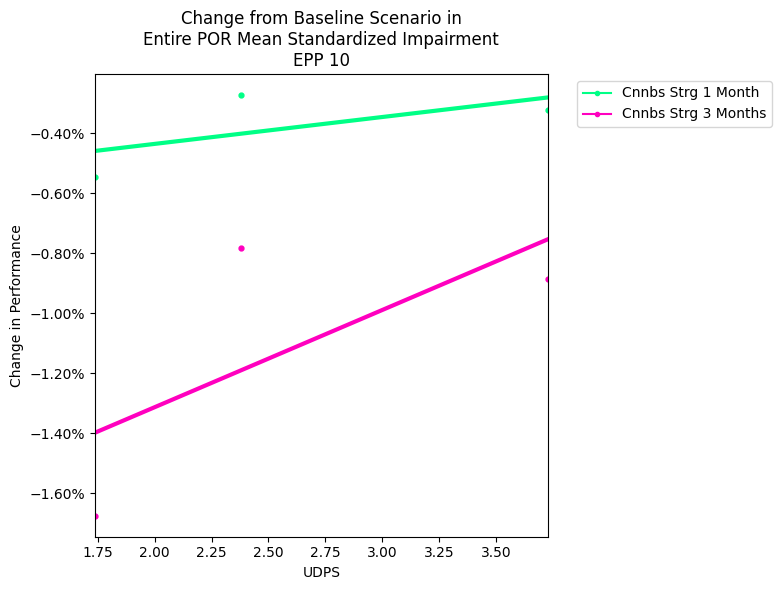 Change from Baseline Scenario in
Entire POR Mean Standardized Impairment
EPP 10
Cnnbs Strg 1 Month
Cnnbs Strg 3 Months
Change in Performance
−0.40%
−0.60%
−0.80%
−1.00%
−1.20%
−1.40%
−1.60%
1.75 2.00 2.25 2.50 2.75 3.00 3.25 3.50
UDPS